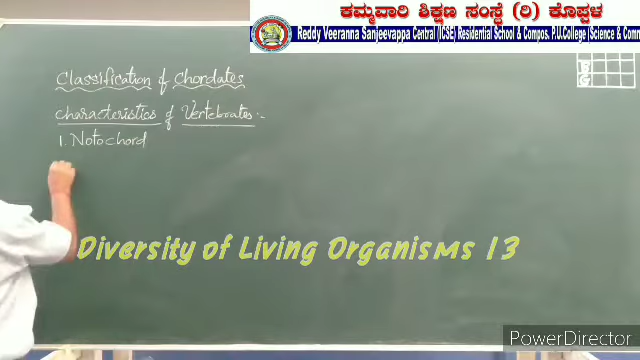 ಕಮ್ಮವಾರಿ ಶಿಕ್ಷಣ ಸಂಸ್ಥೆ (ರಿ) ಕೊಪ್ಪಳ
Reddy Veeranna Sanjeevappa Central (ICSE) Residential School & Compos. P.U.College (Science & Comm
Classification of Chordates
Characteristics of Vertebrates :-
1. Notochord
Diversity of Living Organisms 13
PowerDirector